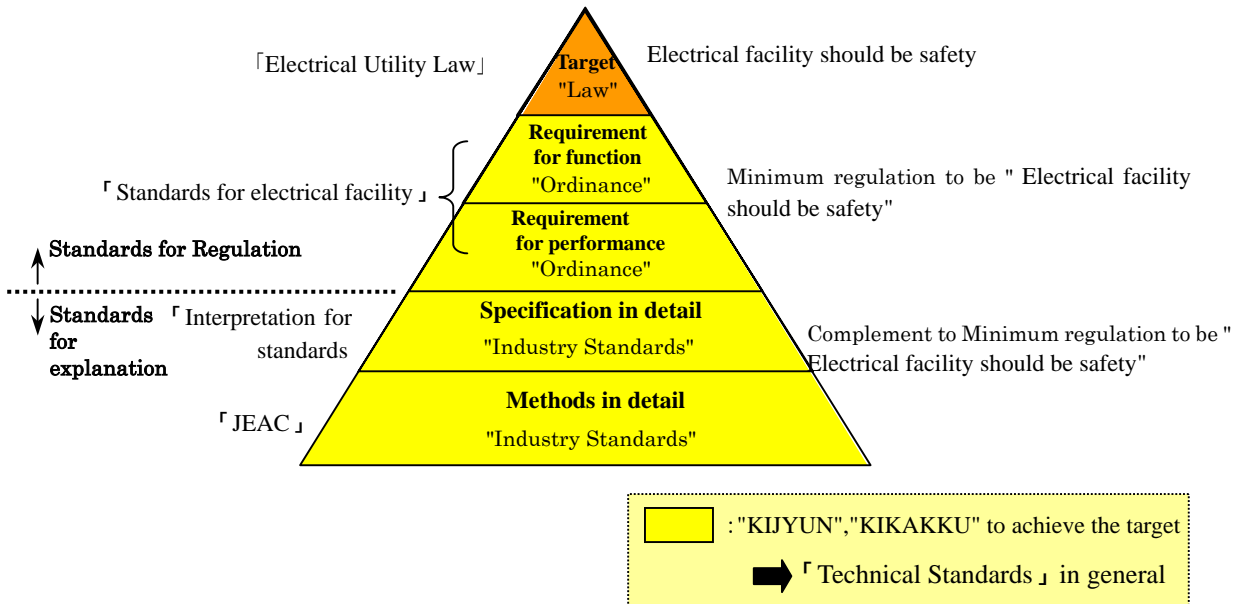 「Electrical Utility Law」
Target
"Law"
Electrical facility should be safety
Requirement
for function
"Ordinance"
「 Standards for electrical facility 」
Minimum regulation to be " Electrical facility
should be safety"
Requirement
for performance
"Ordinance"
Standards for Regulation
Standards
for
explanation
「 Interpretation for
standards
Specification in detail
"Industry Standards"
Complement to Minimum regulation to be "
Electrical facility should be safety"
「 JEAC 」
Methods in detail
"Industry Standards"
: "KIJYUN","KIKAKKU" to achieve the target
「 Technical Standards 」 in general